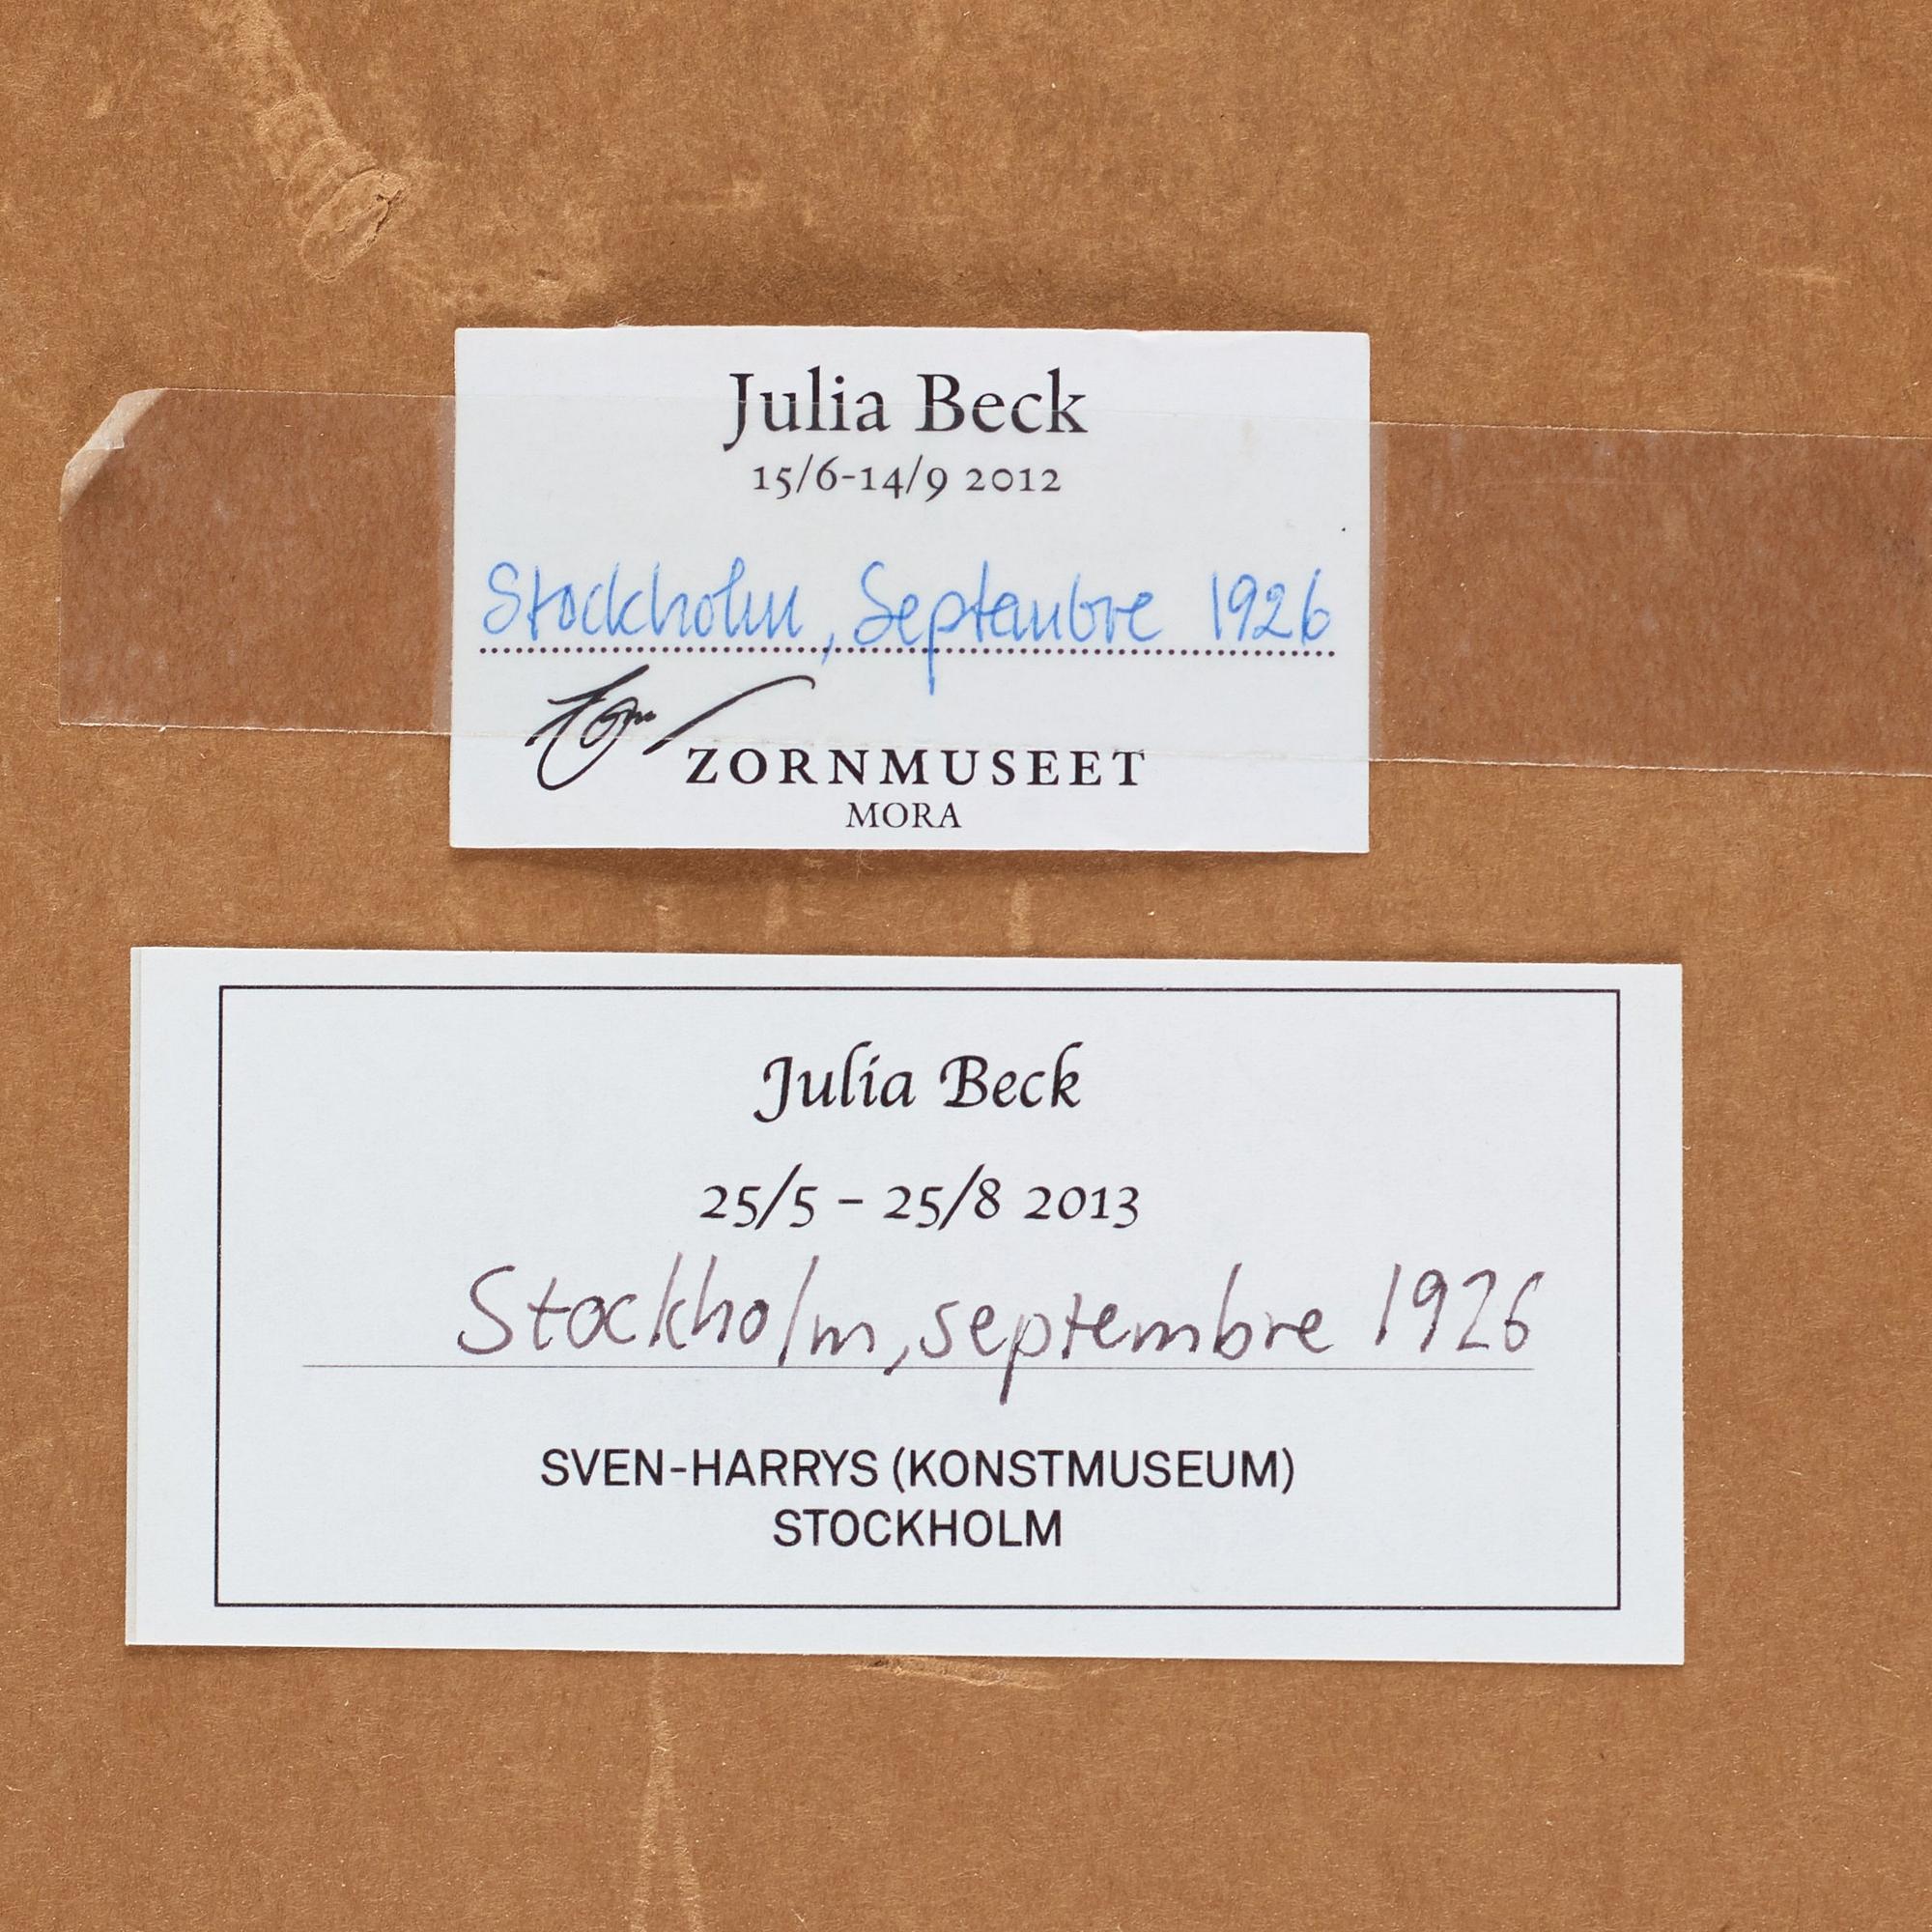 Julia Beck
15/6-14/9 2012
Stockholm, Septembre 1926
Zorn
ZORNMUSEET
MORA
Julia Beck
25/5 – 25/8 2013
Stockholm, septembre 1926
SVEN-HARRYS (KONSTMUSEUM)
STOCKHOLM